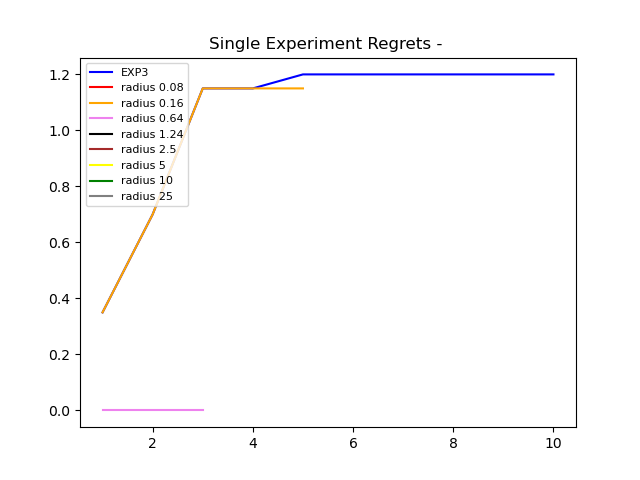 Single Experiment Regrets -
EXP3
radius 0.08
radius 0.16
radius 0.64
radius 1.24
radius 2.5
radius 5
radius 10
radius 25
1.2
1.0
0.8
0.6
0.4
0.2
0.0
2 4 6 8 10